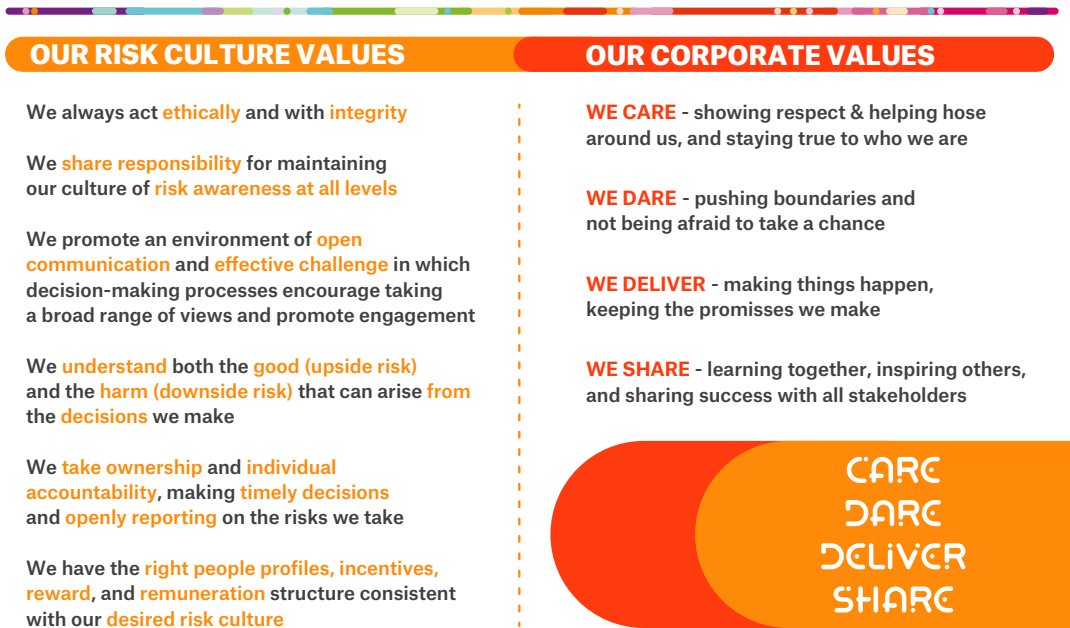 OUR RISK CULTURE VALUES
We always act ethically and with integrity
We share responsibility for maintaining
our culture of risk awareness at all levels
We promote an environment of open
communication and effective challenge in which
decision-making processes encourage taking
a broad range of views and promote engagement
We understand both the good (upside risk)
and the harm (downside risk) that can arise from
the decisions we make
We take ownership and individual
accountability, making timely decisions
and openly reporting on the risks we take
We have the right people profiles, incentives,
reward, and remuneration structure consistent
with our desired risk culture
OUR CORPORATE VALUES
WE CARE - showing respect & helping hose
around us, and staying true to who we are
WE DARE - pushing boundaries and
not being afraid to take a chance
WE DELIVER - making things happen,
keeping the promisses we make
WE SHARE - learning together, inspiring others,
and sharing success with all stakeholders
CARE
DARE
DELIVER
SHARE